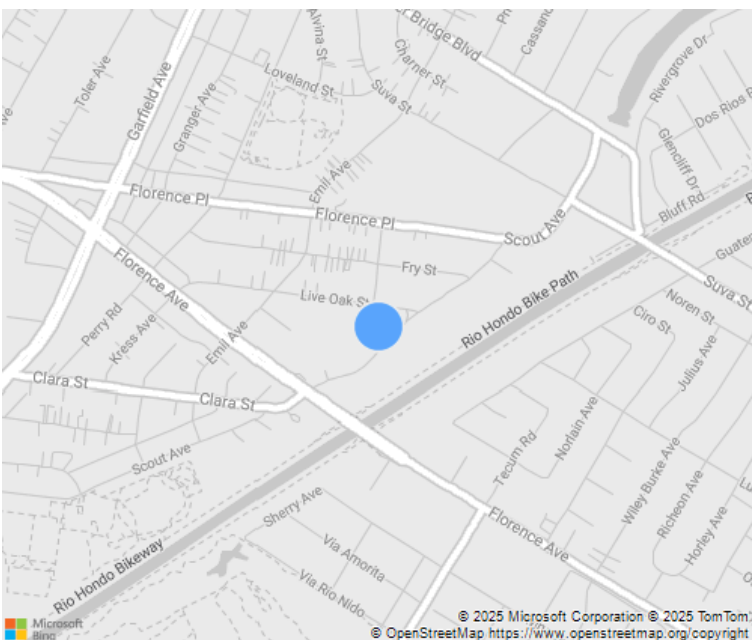 er Bridge Blvd
Cassand
Alvina St
Charner St
Rivergrove Dr
Toler Ave
Garfield Ave
Loveland St
Suva St
Granger Ave
Dos Rios R
Glencliff Dr
Emil Ave
Florence Pl
Florence Pl
Scout Ave
Bluff Rd
Fry St
Guaten
Florence Ave
Live Oak St
Rio Hondo Bike Path
Suva St
Noren St
Perry Rd
Kress Ave
Emil Ave
Ciro St
Julius Ave
Clara St
Clara St
Norlain Ave
Tecum Rd
Scout Ave
Wiley Burke Ave
Richeon Ave
Horley Ave
Sherry Ave
Florence Ave
Via Amorita
Rio Hondo Bikeway
Via Rio Nido
Microsoft
Bing
© 2025 Microsoft Corporation © 2025 TomTom
© OpenStreetMap https://www.openstreetmap.org/copyright